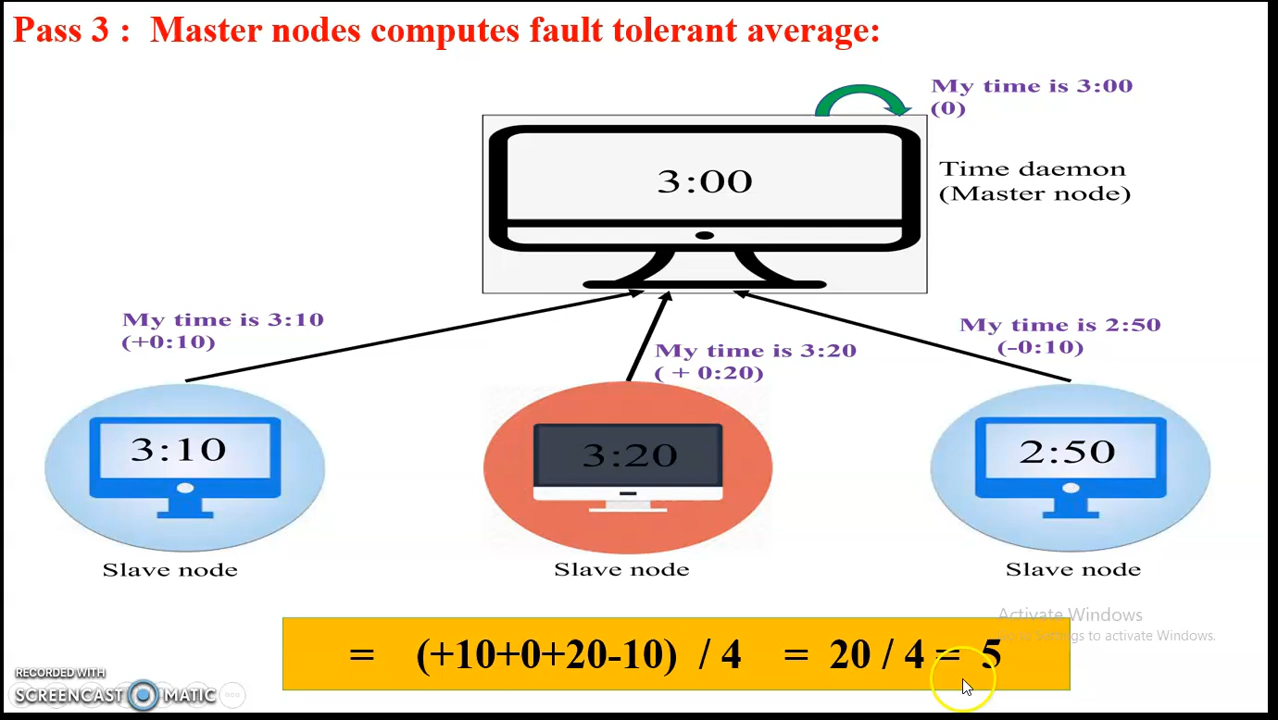 Pass 3 :  Master nodes computes fault tolerant average:
My time is 3:00
(0)
3:00
Time daemon
(Master node)
My time is 3:10
(+0:10)
My time is 3:20
( + 0:20)
My time is 2:50
(-0:10)
3:10
3:20
2:50
Slave node
Slave node
Slave node
Activate Windows
Settings to activate Windows.
= (+10+0+20-10) / 4 = 20 / 4 = 5
RECORDED WITH
SCREENCAST MATIC